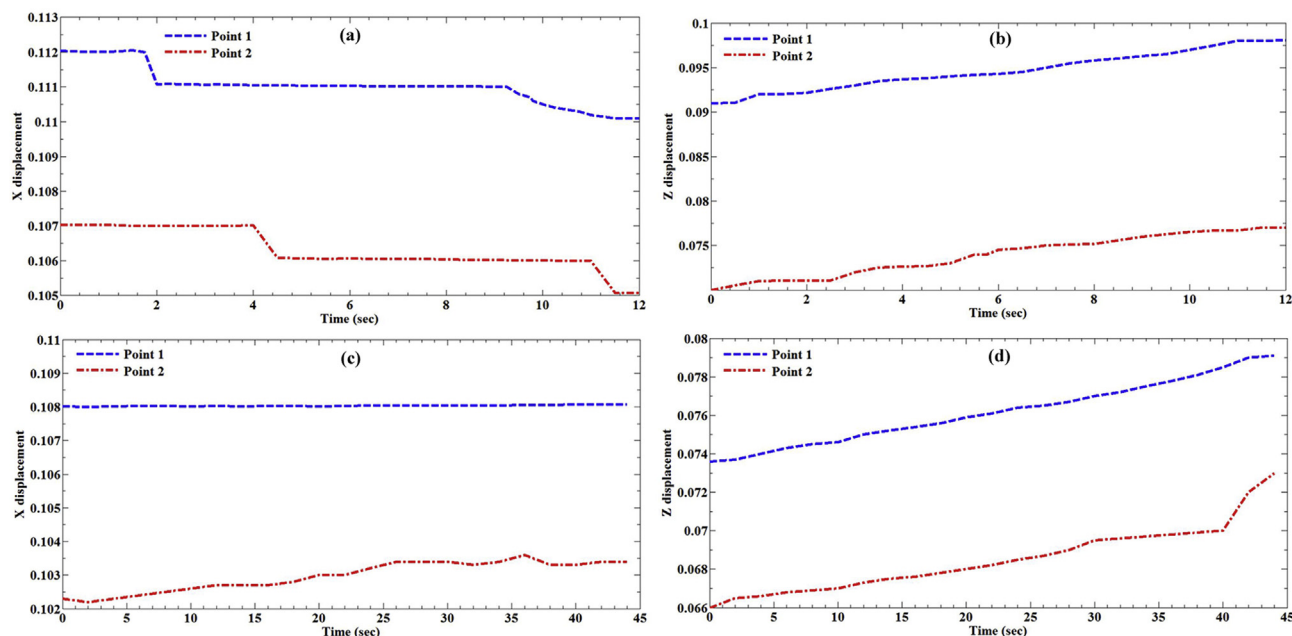 0.113
0.112
0.111
0.11
0.109
0.108
0.107
0.106
0.105
X displacement
Point 1
Point 2
(a)
0 2 4 6 8 10 12
Time (sec)
0.1
0.095
0.09
0.085
0.08
0.075
Z displacement
Point 1
Point 2
(b)
0 2 4 6 8 10 12
Time (sec)
0.11
0.109
0.108
0.107
0.106
0.105
0.104
0.103
0.102
X displacement
Point 1
Point 2
(c)
0 5 10 15 20 25 30 35 40 45
Time (sec)
0.08
0.078
0.076
0.074
0.072
0.07
0.068
0.066
Z displacement
Point 1
Point 2
(d)
0 5 10 15 20 25 30 35 40 45
Time (sec)